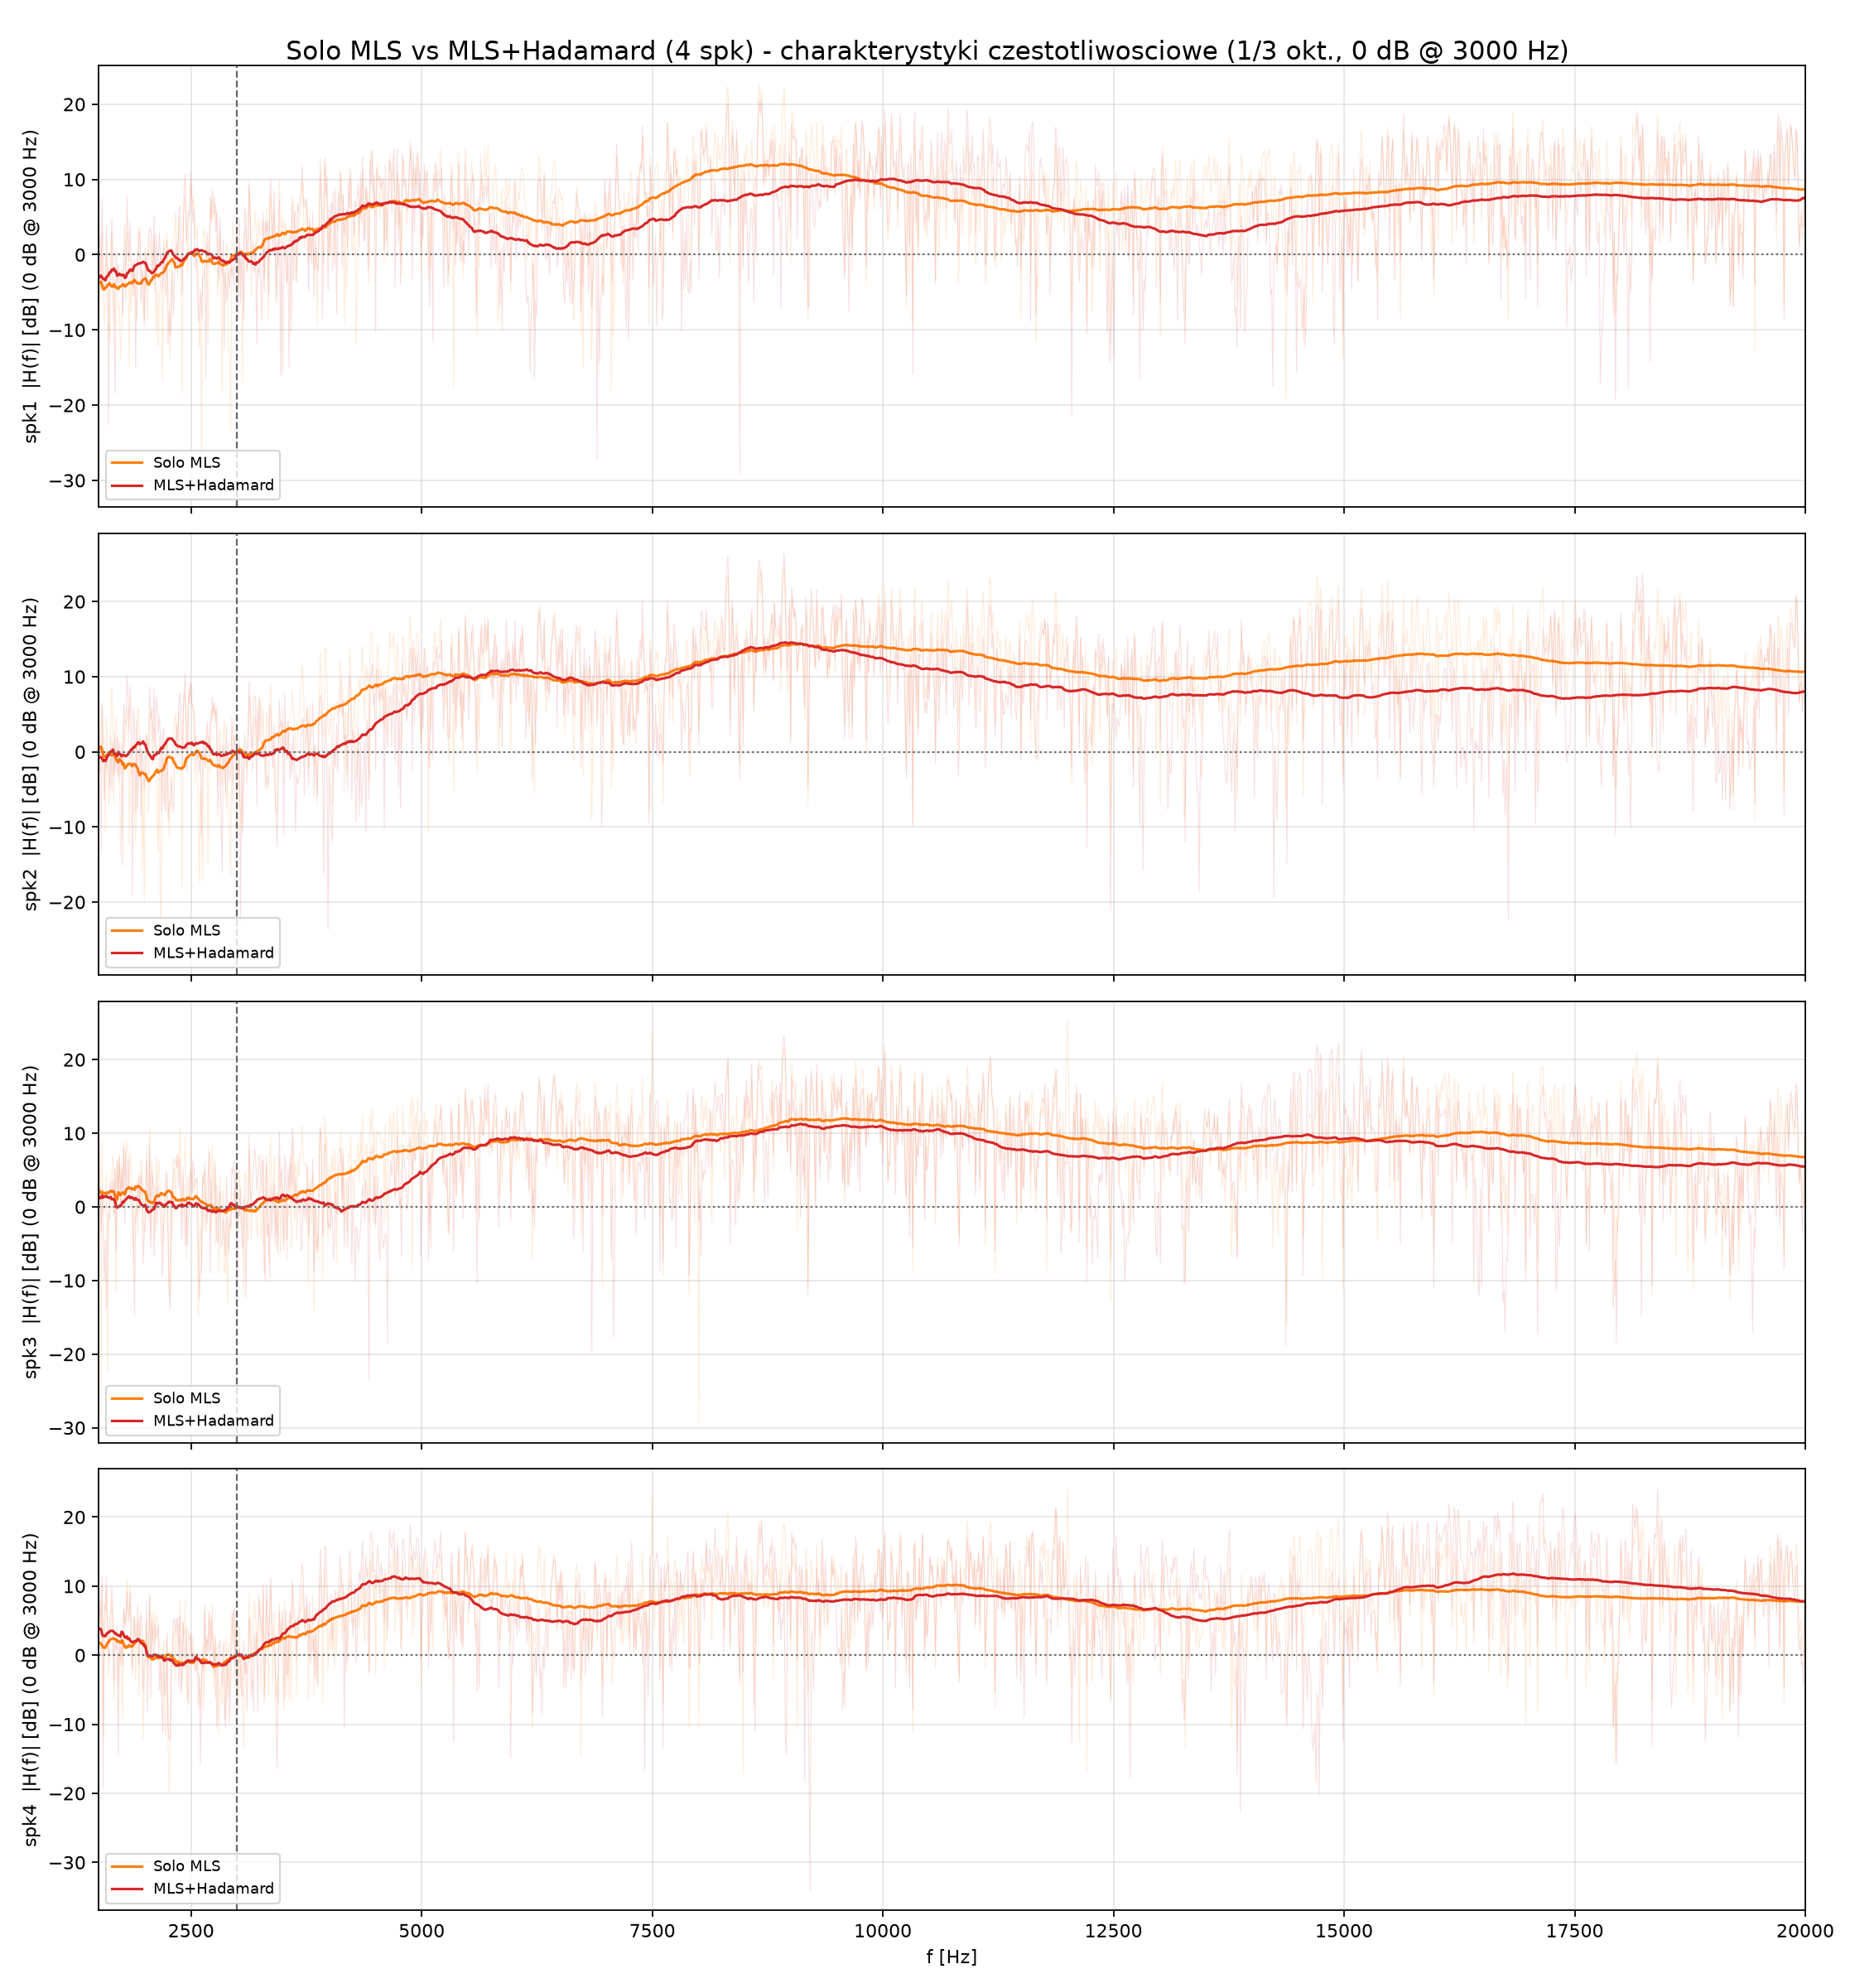 Solo MLS vs MLS+Hadamard (4 spk) - charakterystyki czestotliwosciowe (1/3 okt., 0 dB @ 3000 Hz)
spk1 |H(f)| [dB] (0 dB @ 3000 Hz)
20
10
0
−10
−20
−30
Solo MLS
MLS+Hadamard
spk2 |H(f)| [dB] (0 dB @ 3000 Hz)
20
10
0
−10
−20
Solo MLS
MLS+Hadamard
spk3 |H(f)| [dB] (0 dB @ 3000 Hz)
20
10
0
−10
−20
−30
Solo MLS
MLS+Hadamard
spk4 |H(f)| [dB] (0 dB @ 3000 Hz)
20
10
0
−10
−20
−30
Solo MLS
MLS+Hadamard
2500 5000 7500 10000 12500 15000 17500 20000
f [Hz]